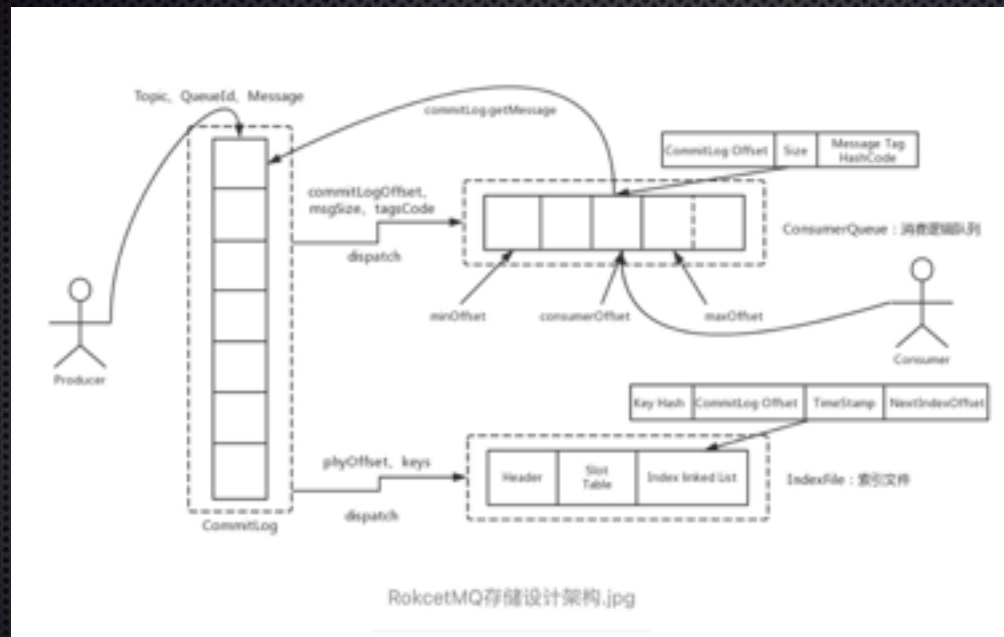 Topic、QueueId、Message
commitLog.getMessage
CommitLog Offset
Size
Message Tag
HashCode
commitLogOffset、
msgSize、tagsCode
dispatch
ConsumerQueue：消费逻辑队列
minOffset
consumerOffset
maxOffset
Producer
Consumer
Key Hash
CommitLog Offset
TimeStamp
NextIndexOffset
phyOffset、keys
dispatch
Header
Slot
Table
Index linked List
IndexFile：索引文件
CommitLog
RokcetMQ存储设计架构.jpg